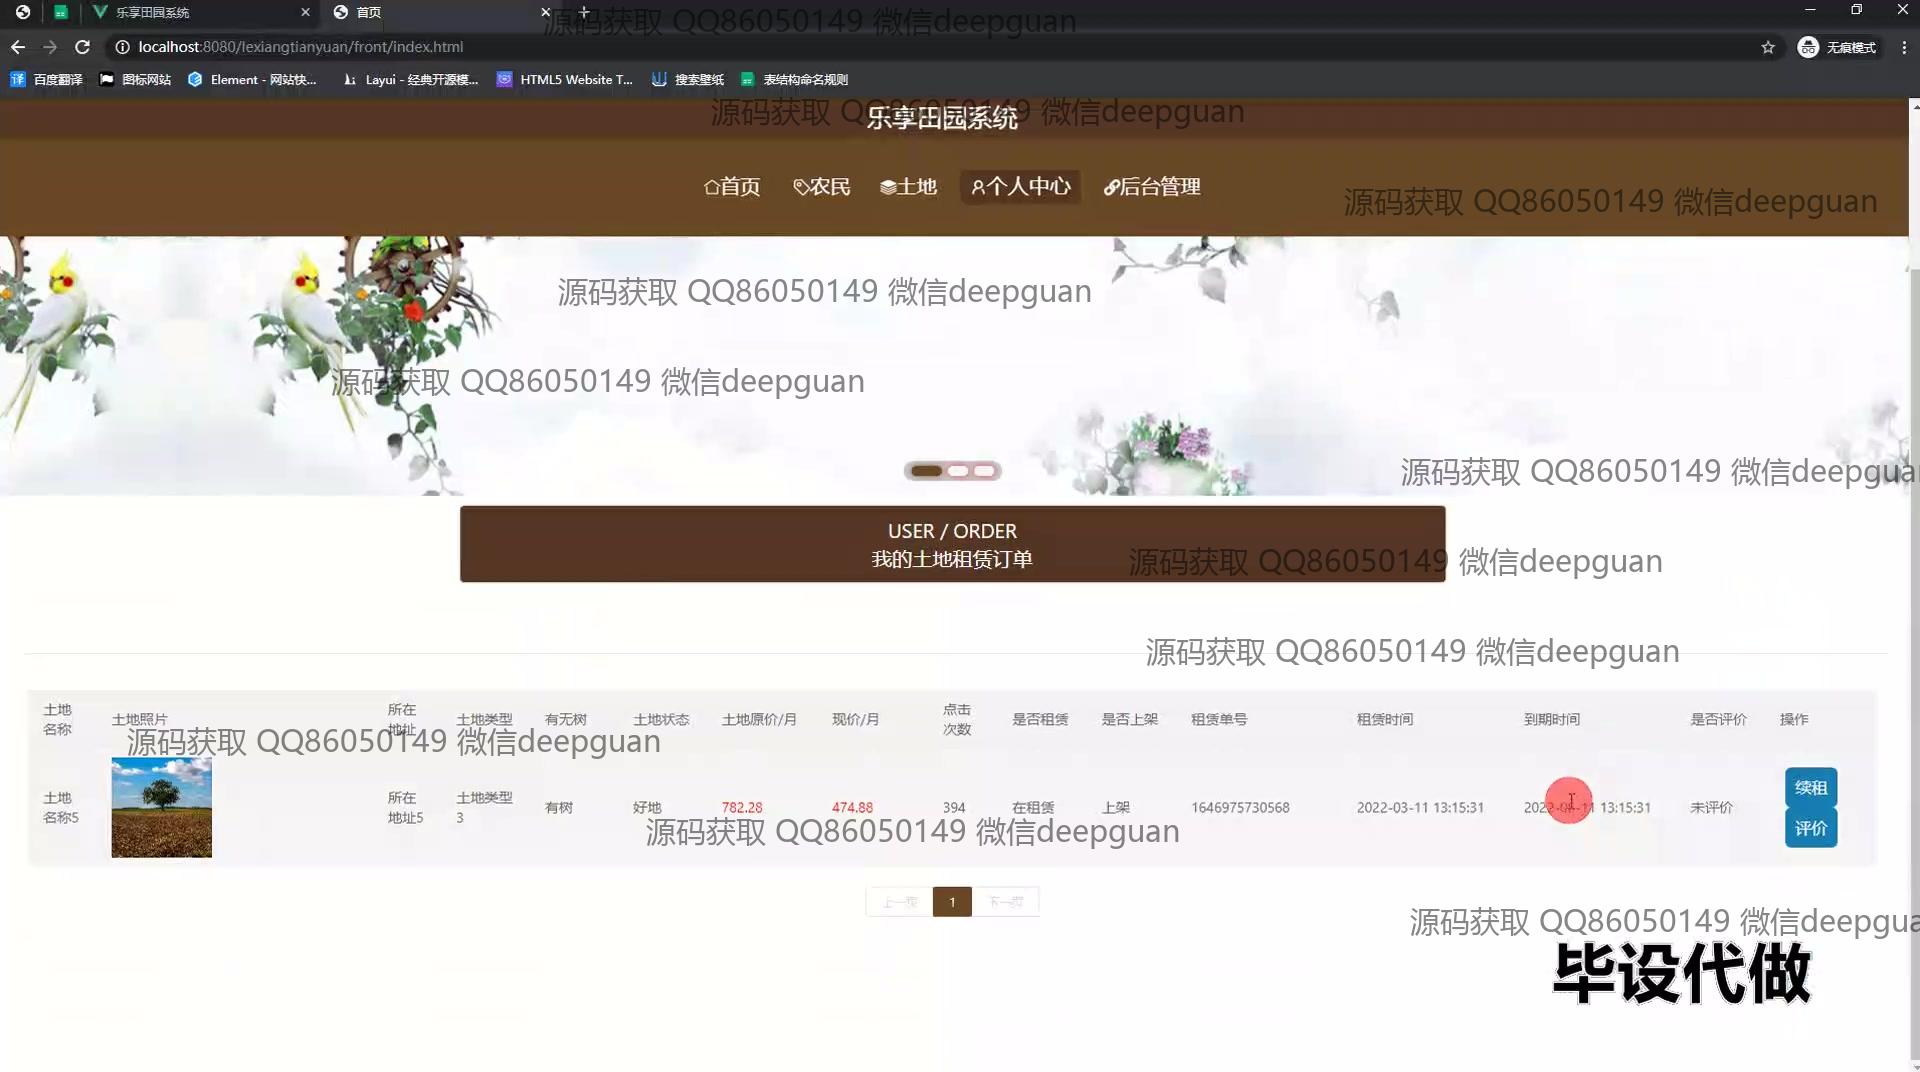 乐享田园系统
首页
localhost:8080/lexiangtianyuan/front/index.html
无痕模式
百度翻译
图标网站
Element - 网站快...
Layui - 经典开源模...
HTML5 Website T...
搜索壁纸
表结构命名规则
源码获取 QQ86050149 微信deepguan
源码获取 QQ86050149 微信deepguan
乐享田园系统
首页 农民 土地 个人中心 后台管理
源码获取 QQ86050149 微信deepguan
源码获取 QQ86050149 微信deepguan
源码获取 QQ86050149 微信deepguan
源码获取 QQ86050149 微信deepgua
USER / ORDER
我的土地租赁订单
源码获取 QQ86050149 微信deepguan
源码获取 QQ86050149 微信deepguan
土地名称 土地照片 所在地址 土地类型 有无树 土地状态 土地原价/月 现价/月 点击次数 是否租赁 是否上架 租赁单号 租赁时间 到期时间 是否评价 操作
源码获取 QQ86050149 微信deepguan
土地名称5 所在地址5 土地类型3 有树 好地 782.28 474.88 394 在租赁 上架 1646975730568 2022-03-11 13:15:31 13:15:31 未评价 续租
评价
源码获取 QQ86050149 微信deepguan
上一页 1 下一页
源码获取 QQ86050149 微信deepgua
毕设代做